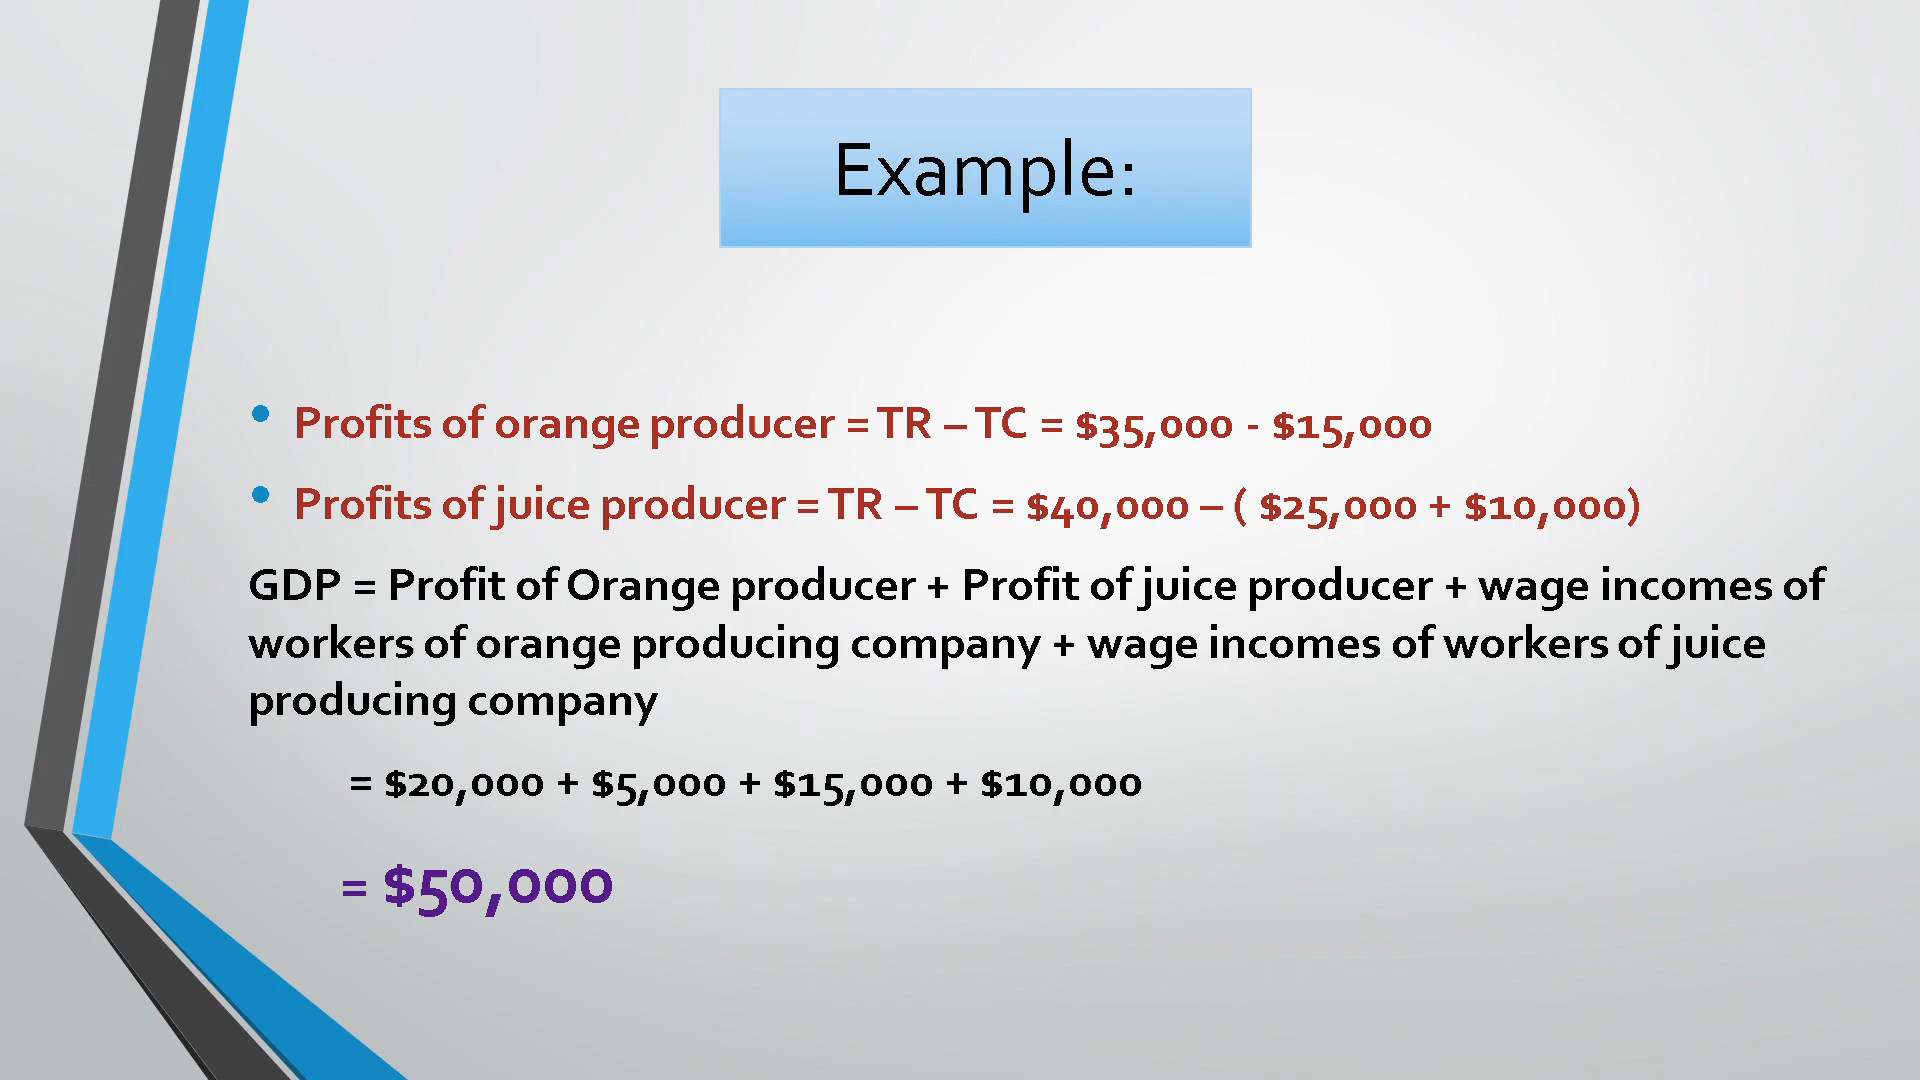 Example:
• Profits of orange producer = TR – TC = $35,000 - $15,000
• Profits of juice producer = TR – TC = $40,000 – ( $25,000 + $10,000)
GDP = Profit of Orange producer + Profit of juice producer + wage incomes of
workers of orange producing company + wage incomes of workers of juice
producing company
= $20,000 + $5,000 + $15,000 + $10,000
= $50,000